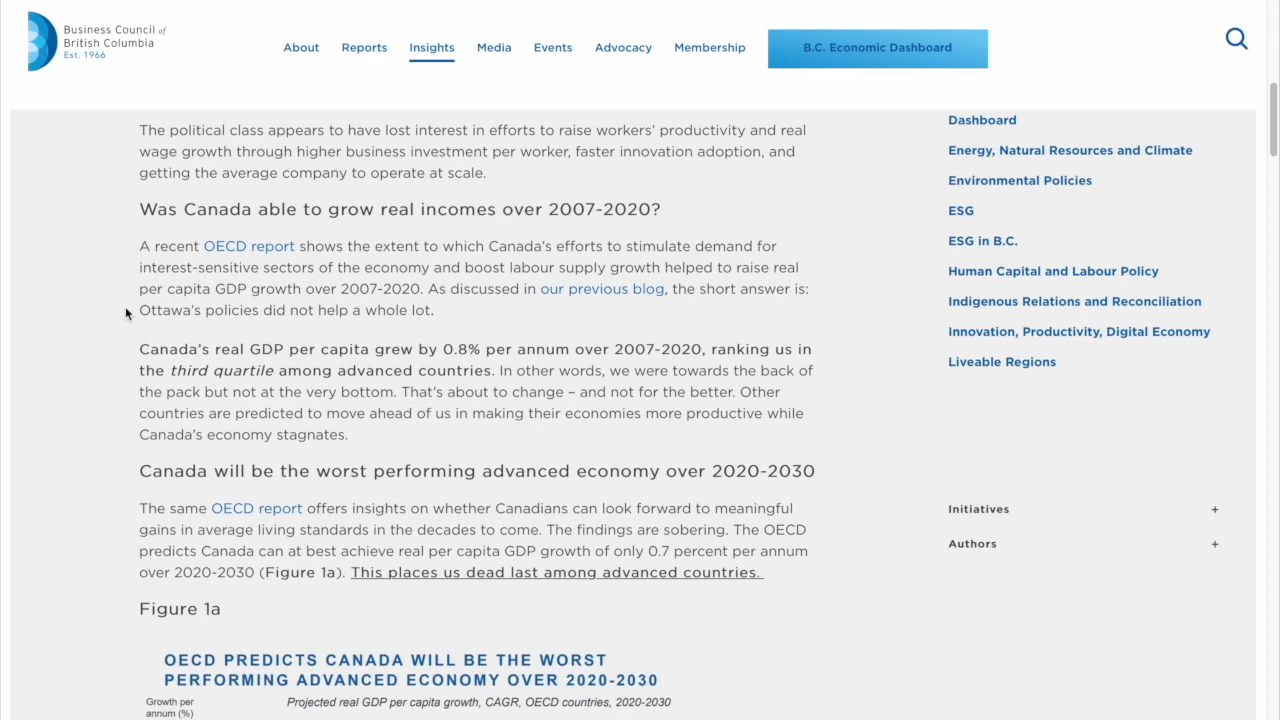 Business Council of
British Columbia
Est. 1966
About
Reports
Insights
Media
Events
Advocacy
Membership
B.C. Economic Dashboard
The political class appears to have lost interest in efforts to raise workers' productivity and real
wage growth through higher business investment per worker, faster innovation adoption, and
getting the average company to operate at scale.
Was Canada able to grow real incomes over 2007-2020?
A recent OECD report shows the extent to which Canada's efforts to stimulate demand for
interest-sensitive sectors of the economy and boost labour supply growth helped to raise real
per capita GDP growth over 2007-2020. As discussed in our previous blog, the short answer is:
Ottawa's policies did not help a whole lot.
Canada's real GDP per capita grew by 0.8% per annum over 2007-2020, ranking us in
the third quartile among advanced countries. In other words, we were towards the back of
the pack but not at the very bottom. That's about to change – and not for the better. Other
countries are predicted to move ahead of us in making their economies more productive while
Canada's economy stagnates.
Canada will be the worst performing advanced economy over 2020-2030
The same OECD report offers insights on whether Canadians can look forward to meaningful
gains in average living standards in the decades to come. The findings are sobering. The OECD
predicts Canada can at best achieve real per capita GDP growth of only 0.7 percent per annum
over 2020-2030 (Figure 1a). This places us dead last among advanced countries.
Figure 1a
OECD PREDICTS CANADA WILL BE THE WORST
PERFORMING ADVANCED ECONOMY OVER 2020-2030
Growth per
annum (%)
Projected real GDP per capita growth, CAGR, OECD countries, 2020-2030
Dashboard
Energy, Natural Resources and Climate
Environmental Policies
ESG
ESG in B.C.
Human Capital and Labour Policy
Indigenous Relations and Reconciliation
Innovation, Productivity, Digital Economy
Liveable Regions
Initiatives +
Authors +